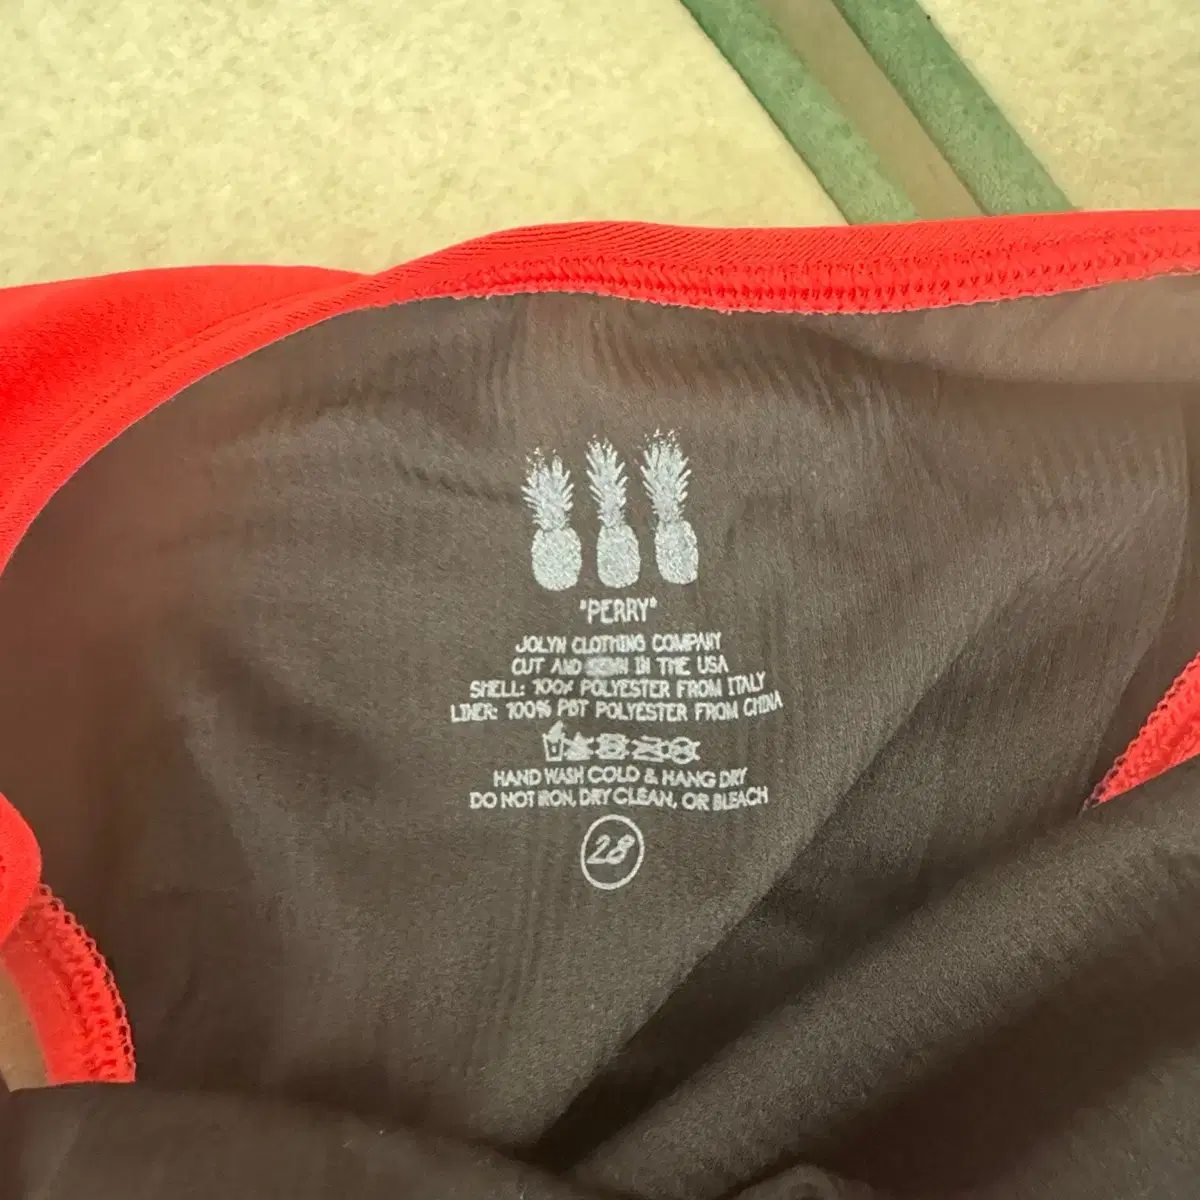 "PERRY"
JOLYN CLOTHING COMPANY
CUT AND SEWN IN THE USA
SHELL: 100% POLYESTER FROM ITALY
LINER: 100% PBT POLYESTER FROM CHINA
HAND WASH COLD & HANG DRY
DO NOT IRON, DRY CLEAN, OR BLEACH
28